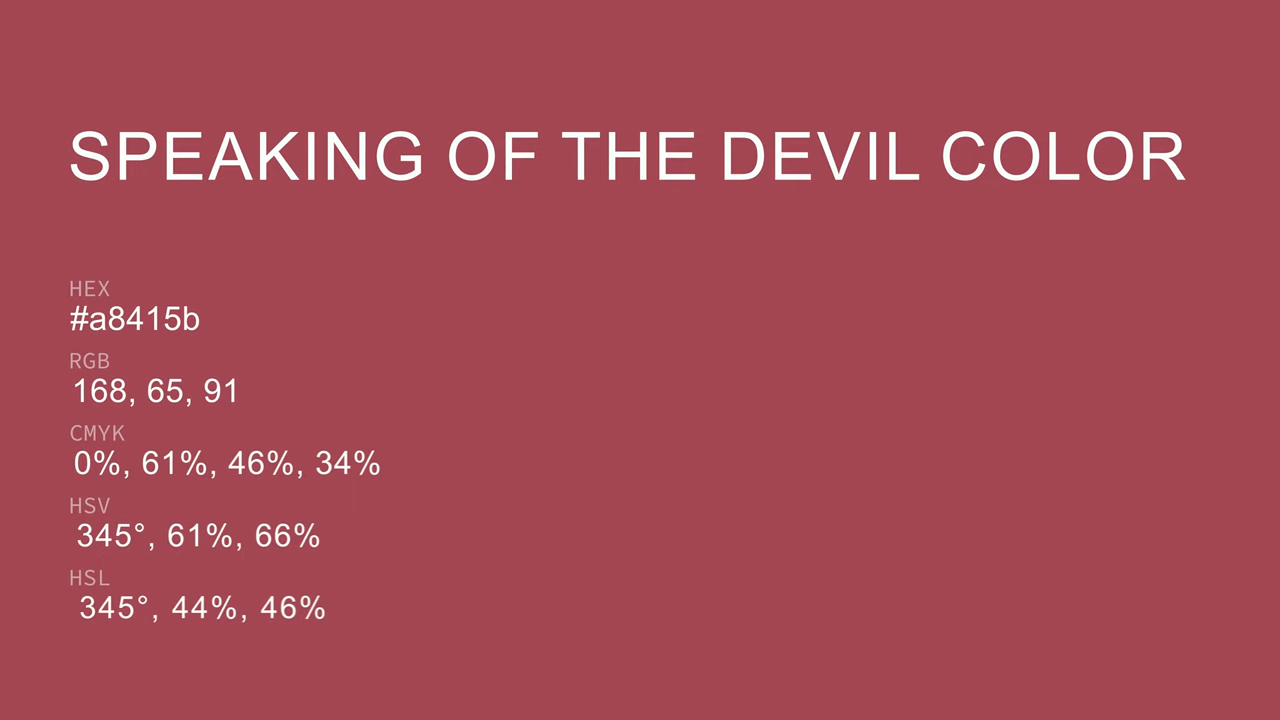 SPEAKING OF THE DEVIL COLOR
HEX
#a8415b
RGB
168, 65, 91
CMYK
0%, 61%, 46%, 34%
HSV
345°, 61%, 66%
HSL
345°, 44%, 46%